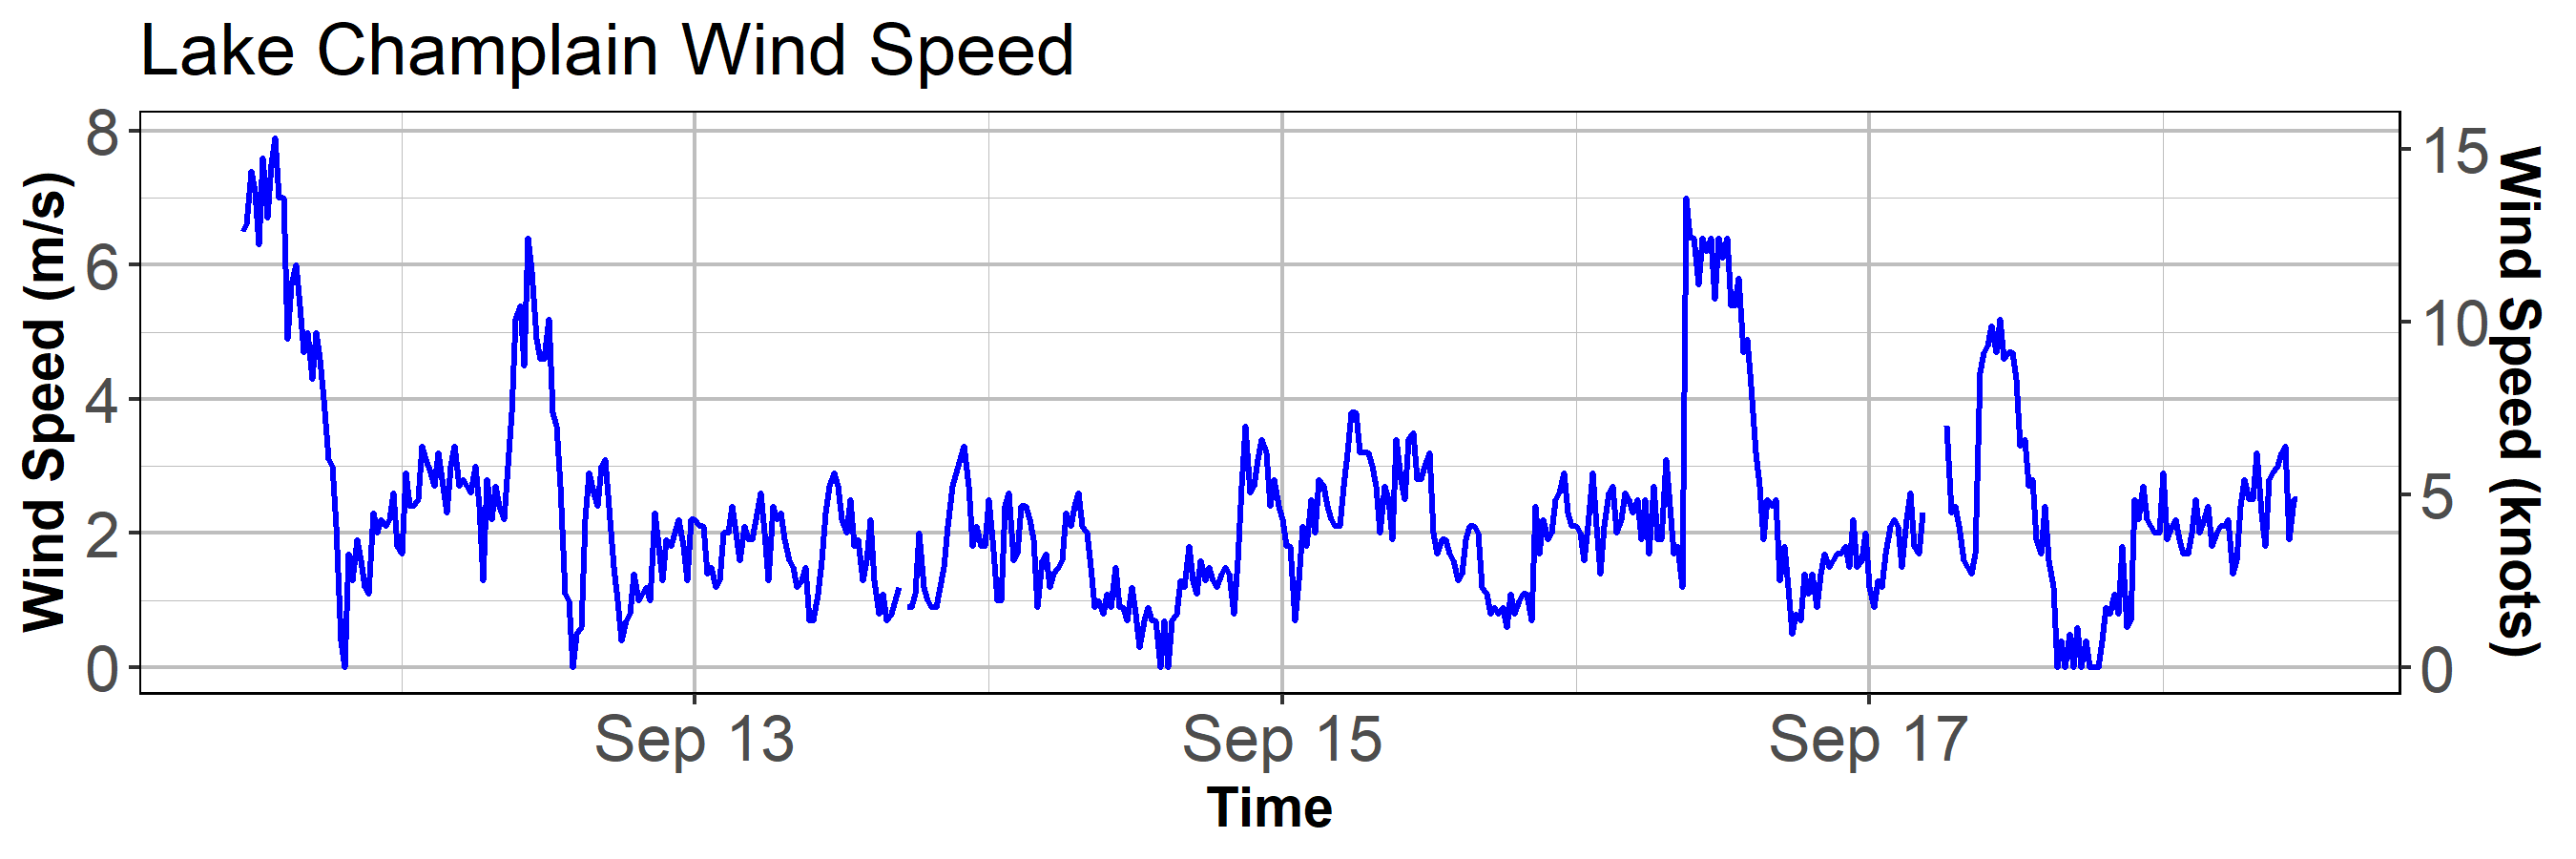 Lake Champlain Wind Speed
Wind Speed (m/s)
8
6
4
2
0
15
10
5
0
Wind Speed (knots)
Sep 13
Sep 15
Sep 17
Time